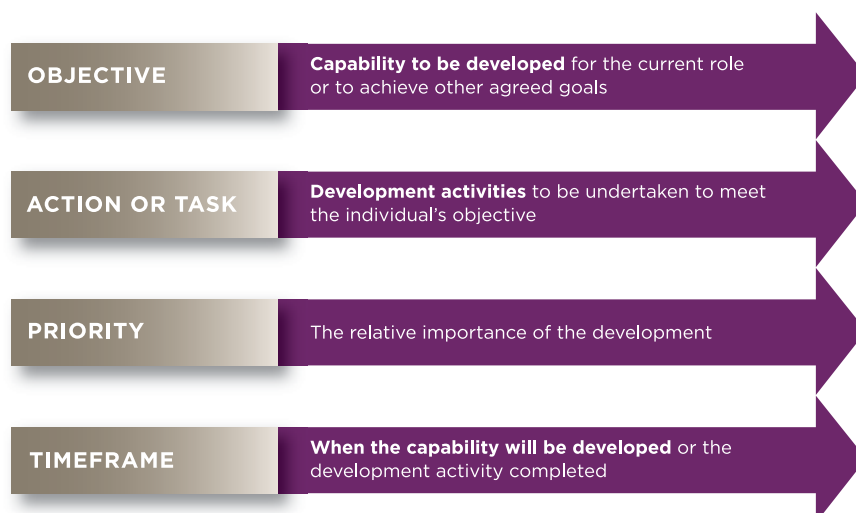 OBJECTIVE
Capability to be developed for the current role
or to achieve other agreed goals
ACTION OR TASK
Development activities to be undertaken to meet
the individual's objective
PRIORITY
The relative importance of the development
TIMEFRAME
When the capability will be developed or the
development activity completed